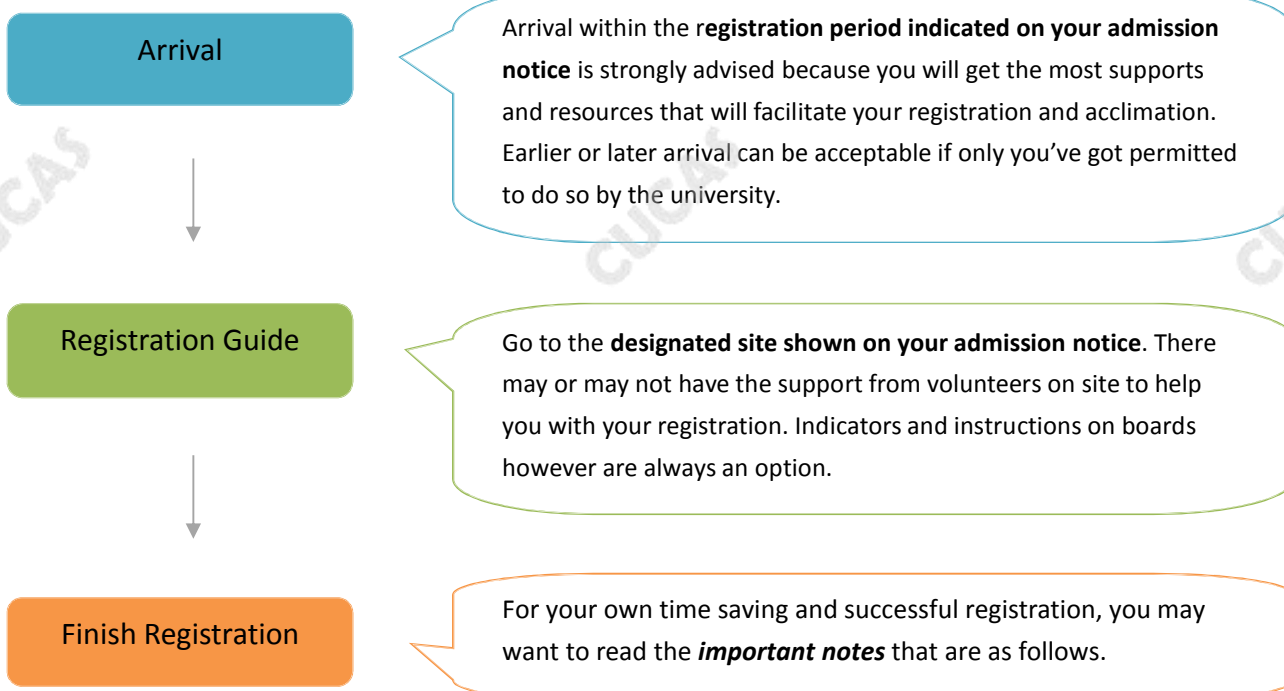 Arrival
Arrival within the registration period indicated on your admission
notice is strongly advised because you will get the most supports
and resources that will facilitate your registration and acclimation.
Earlier or later arrival can be acceptable if only you’ve got permitted
to do so by the university.
CUCAS
Registration Guide
Go to the designated site shown on your admission notice. There
may or may not have the support from volunteers on site to help
you with your registration. Indicators and instructions on boards
however are always an option.
Finish Registration
For your own time saving and successful registration, you may
want to read the important notes that are as follows.